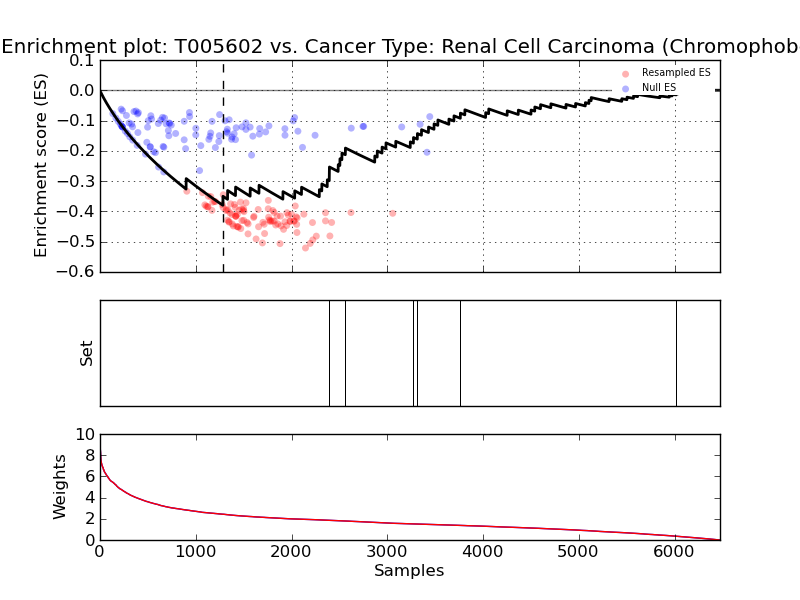 Enrichment plot: T005602 vs. Cancer Type: Renal Cell Carcinoma (Chromophob
0.1
0.0
−0.1
−0.2
−0.3
−0.4
−0.5
−0.6
Enrichment score (ES)
Resampled ES
Null ES
Set
10
8
6
4
2
0
Weights
0 1000 2000 3000 4000 5000 6000
Samples